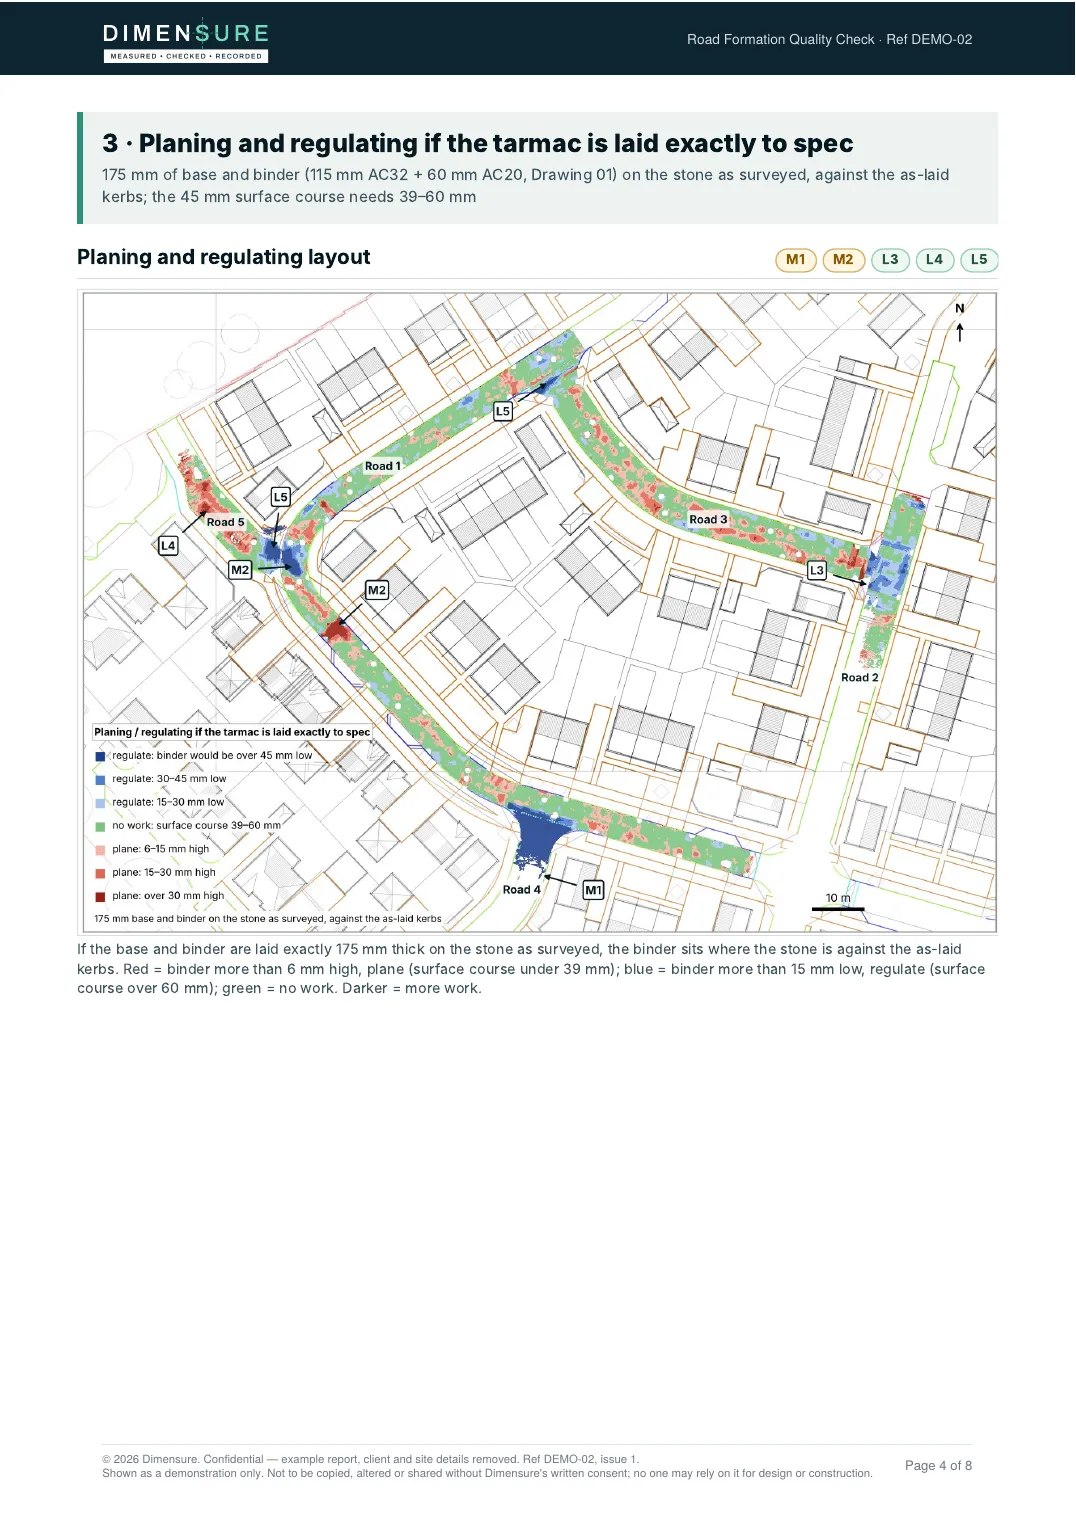 DIMENSURE
MEASURED • CHECKED • RECORDED
Road Formation Quality Check · Ref DEMO-02
3 · Planing and regulating if the tarmac is laid exactly to spec
175 mm of base and binder (115 mm AC32 + 60 mm AC20, Drawing 01) on the stone as surveyed, against the as-laid
kerbs; the 45 mm surface course needs 39–60 mm
Planing and regulating layout
M1 M2 L3 L4 L5
N
L5
Road 1
L5
Road 5
Road 3
L4
M2
L3
M2
Road 2
Planing / regulating if the tarmac is laid exactly to spec
regulate: binder would be over 45 mm low
regulate: 30–45 mm low
regulate: 15–30 mm low
no work: surface course 39–60 mm
plane: 6–15 mm high
plane: 15–30 mm high
plane: over 30 mm high
175 mm base and binder on the stone as surveyed, against the as-laid kerbs
Road 4
M1
10 m
If the base and binder are laid exactly 175 mm thick on the stone as surveyed, the binder sits where the stone is against the as-laid
kerbs. Red = binder more than 6 mm high, plane (surface course under 39 mm); blue = binder more than 15 mm low, regulate (surface
course over 60 mm); green = no work. Darker = more work.
© 2026 Dimensure. Confidential — example report, client and site details removed. Ref DEMO-02, issue 1.
Shown as a demonstration only. Not to be copied, altered or shared without Dimensure's written consent; no one may rely on it for design or construction.
Page 4 of 8